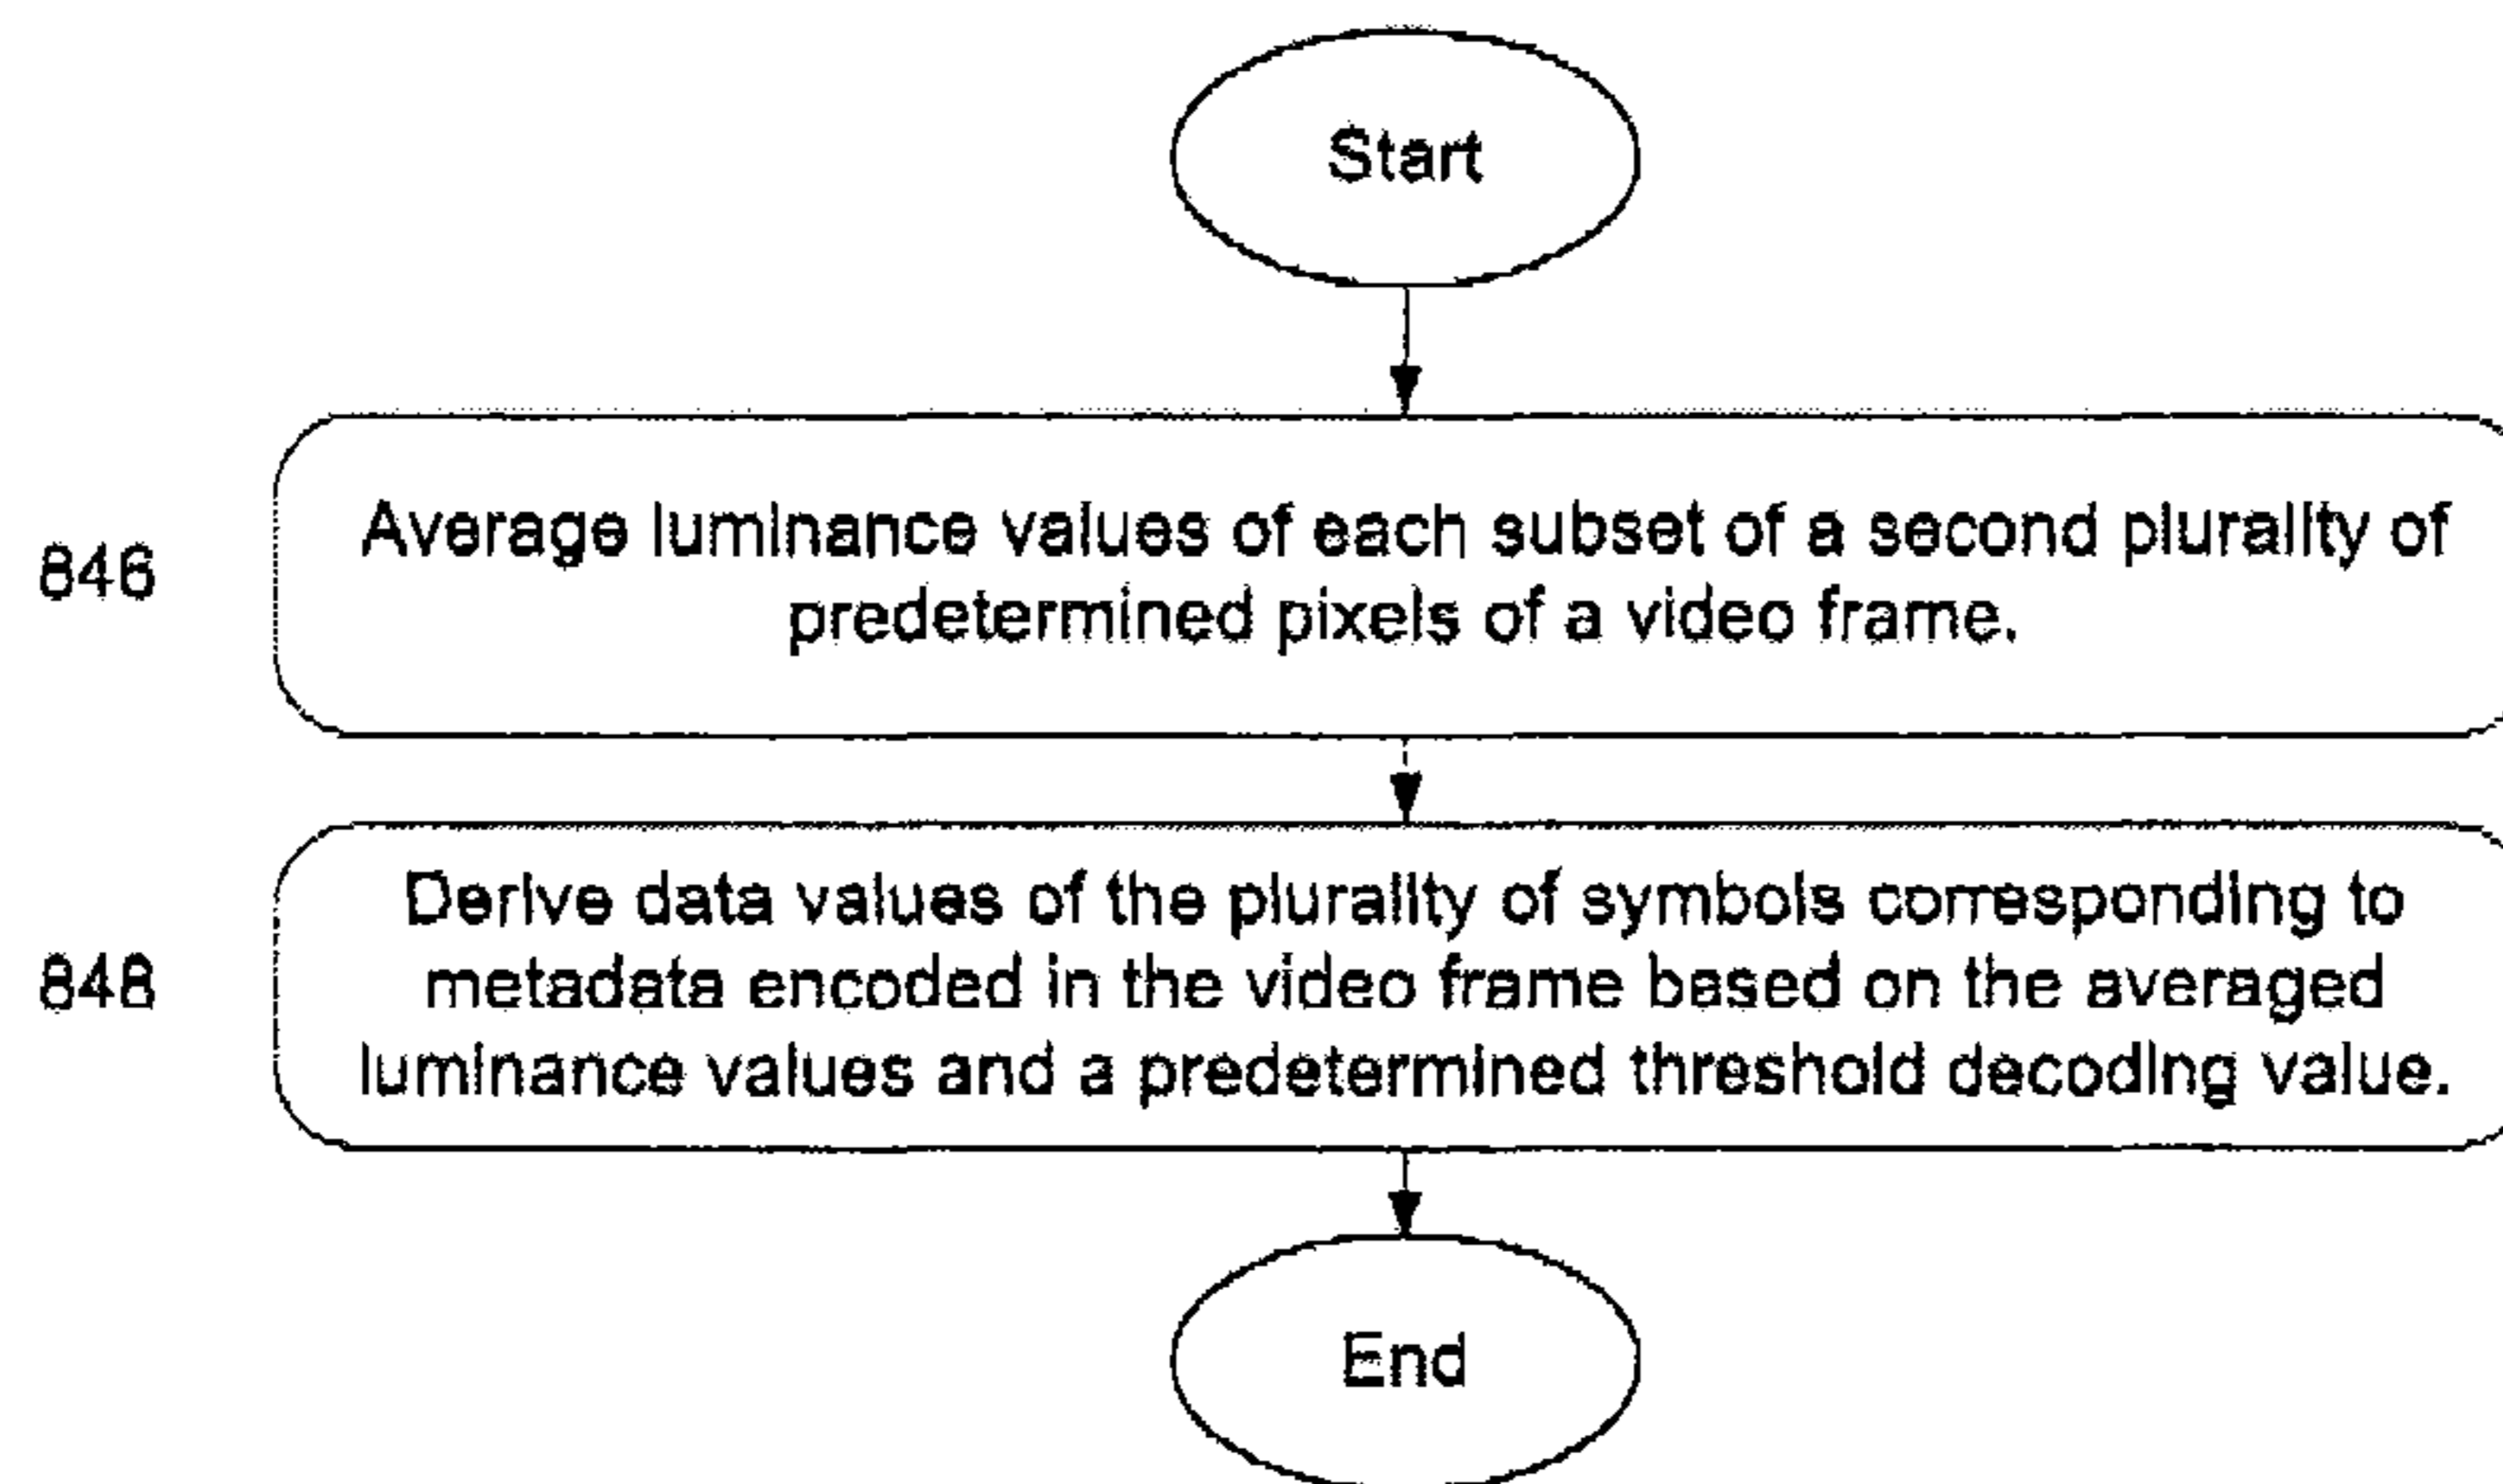 Start
846
Average luminance values of each subset of a second plurality of
predetermined pixels of a video frame.
848
Derive data values of the plurality of symbols corresponding to
metadata encoded in the video frame based on the averaged
luminance values and a predetermined threshold decoding value.
End